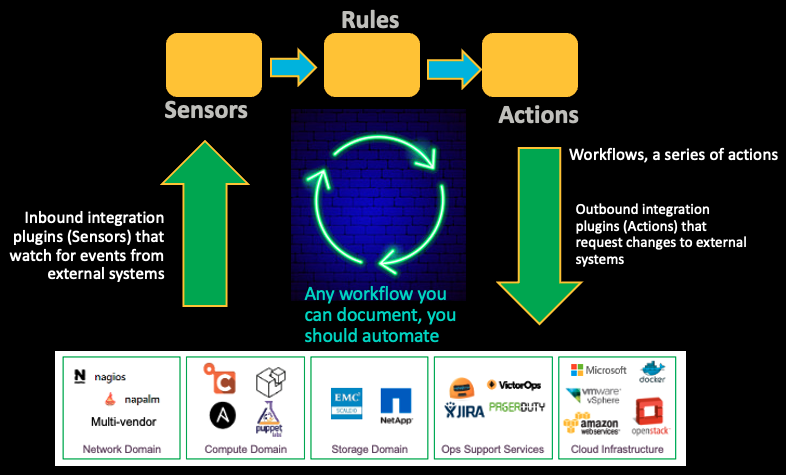 Rules
Sensors
Actions
Workflows, a series of actions
Inbound integration
plugins (Sensors) that
watch for events from
external systems
Outbound integration
plugins (Actions) that
request changes to external
systems
Any workflow you
can document, you
should automate
N nagios
napalm
Multi-vendor
Network Domain
C
A
puppet
labs
Compute Domain
EMC²
NetApp
Storage Domain
VictorOps
JIRA
PAGERDUTY
Ops Support Services
Microsoft
docker
vmware
vSphere
amazon
webservices
openstack
Cloud Infrastructure